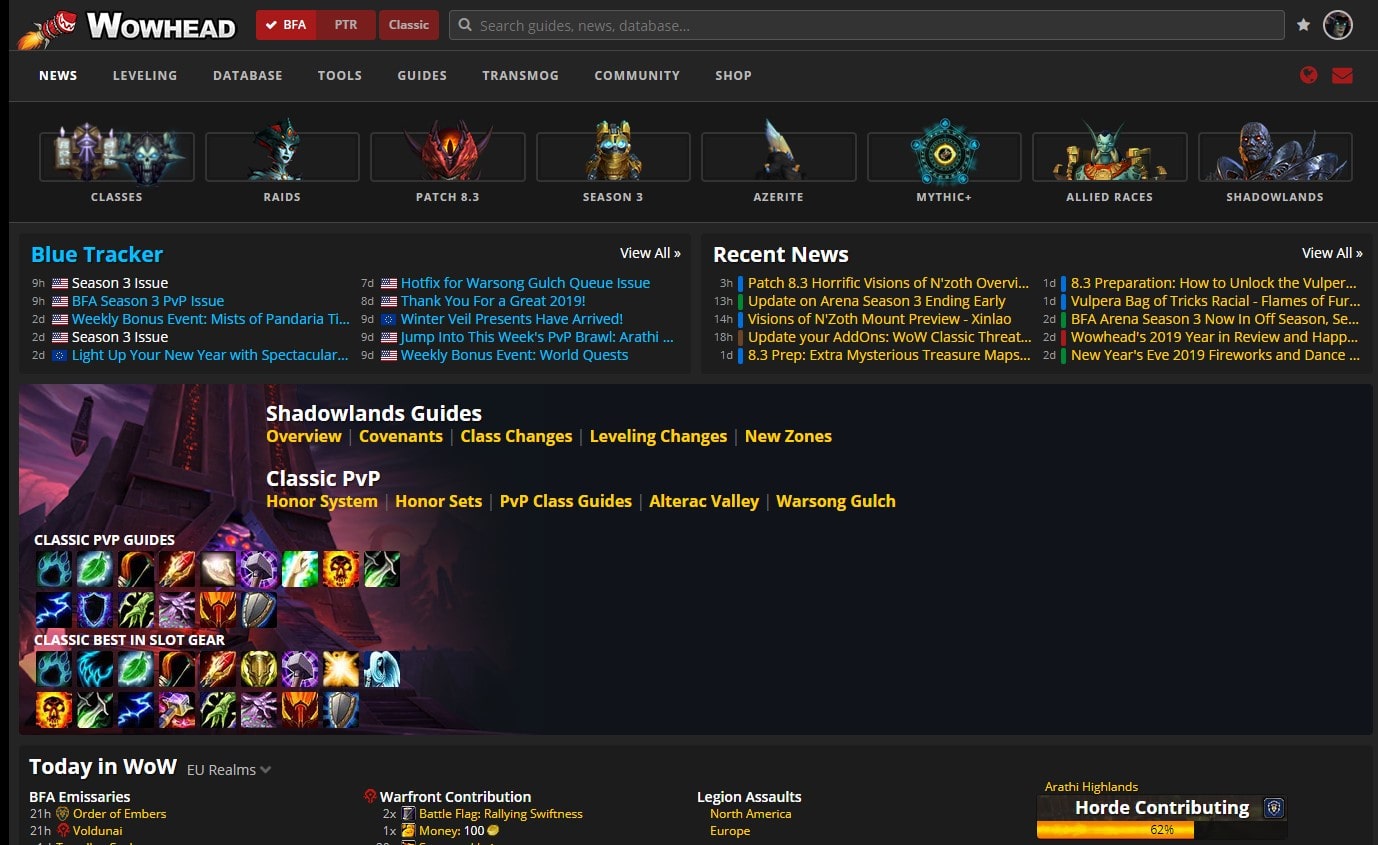 WOWHEAD
BFA PTR Classic
Search guides, news, database...
NEWS LEVELING DATABASE TOOLS GUIDES TRANSMOG COMMUNITY SHOP
CLASSES RAIDS PATCH 8.3 SEASON 3 AZERITE MYTHIC+ ALLIED RACES SHADOWLANDS
Blue Tracker View All »
9h Season 3 Issue
9h BFA Season 3 PvP Issue
2d Weekly Bonus Event: Mists of Pandaria Ti...
2d Season 3 Issue
2d Light Up Your New Year with Spectacular...
7d Hotfix for Warsong Gulch Queue Issue
8d Thank You For a Great 2019!
9d Winter Veil Presents Have Arrived!
9d Jump Into This Week's PvP Brawl: Arathi ...
9d Weekly Bonus Event: World Quests
Recent News View All »
3h Patch 8.3 Horrific Visions of N'zoth Overvi...
13h Update on Arena Season 3 Ending Early
14h Visions of N'Zoth Mount Preview - Xinlao
18h Update your AddOns: WoW Classic Threat...
1d 8.3 Prep: Extra Mysterious Treasure Maps...
1d 8.3 Preparation: How to Unlock the Vulper...
1d Vulpera Bag of Tricks Racial - Flames of Fur...
2d BFA Arena Season 3 Now In Off Season, Se...
2d Wowhead's 2019 Year in Review and Happ...
2d New Year's Eve 2019 Fireworks and Dance ...
Shadowlands Guides
Overview | Covenants | Class Changes | Leveling Changes | New Zones
Classic PvP
Honor System | Honor Sets | PvP Class Guides | Alterac Valley | Warsong Gulch
CLASSIC PVP GUIDES
CLASSIC BEST IN SLOT GEAR
Today in WoW EU Realms
BFA Emissaries
21h Order of Embers
21h Voldunai
Warfront Contribution
2x Battle Flag: Rallying Swiftness
1x Money: 100
Legion Assaults
North America
Europe
Arathi Highlands
Horde Contributing
62%